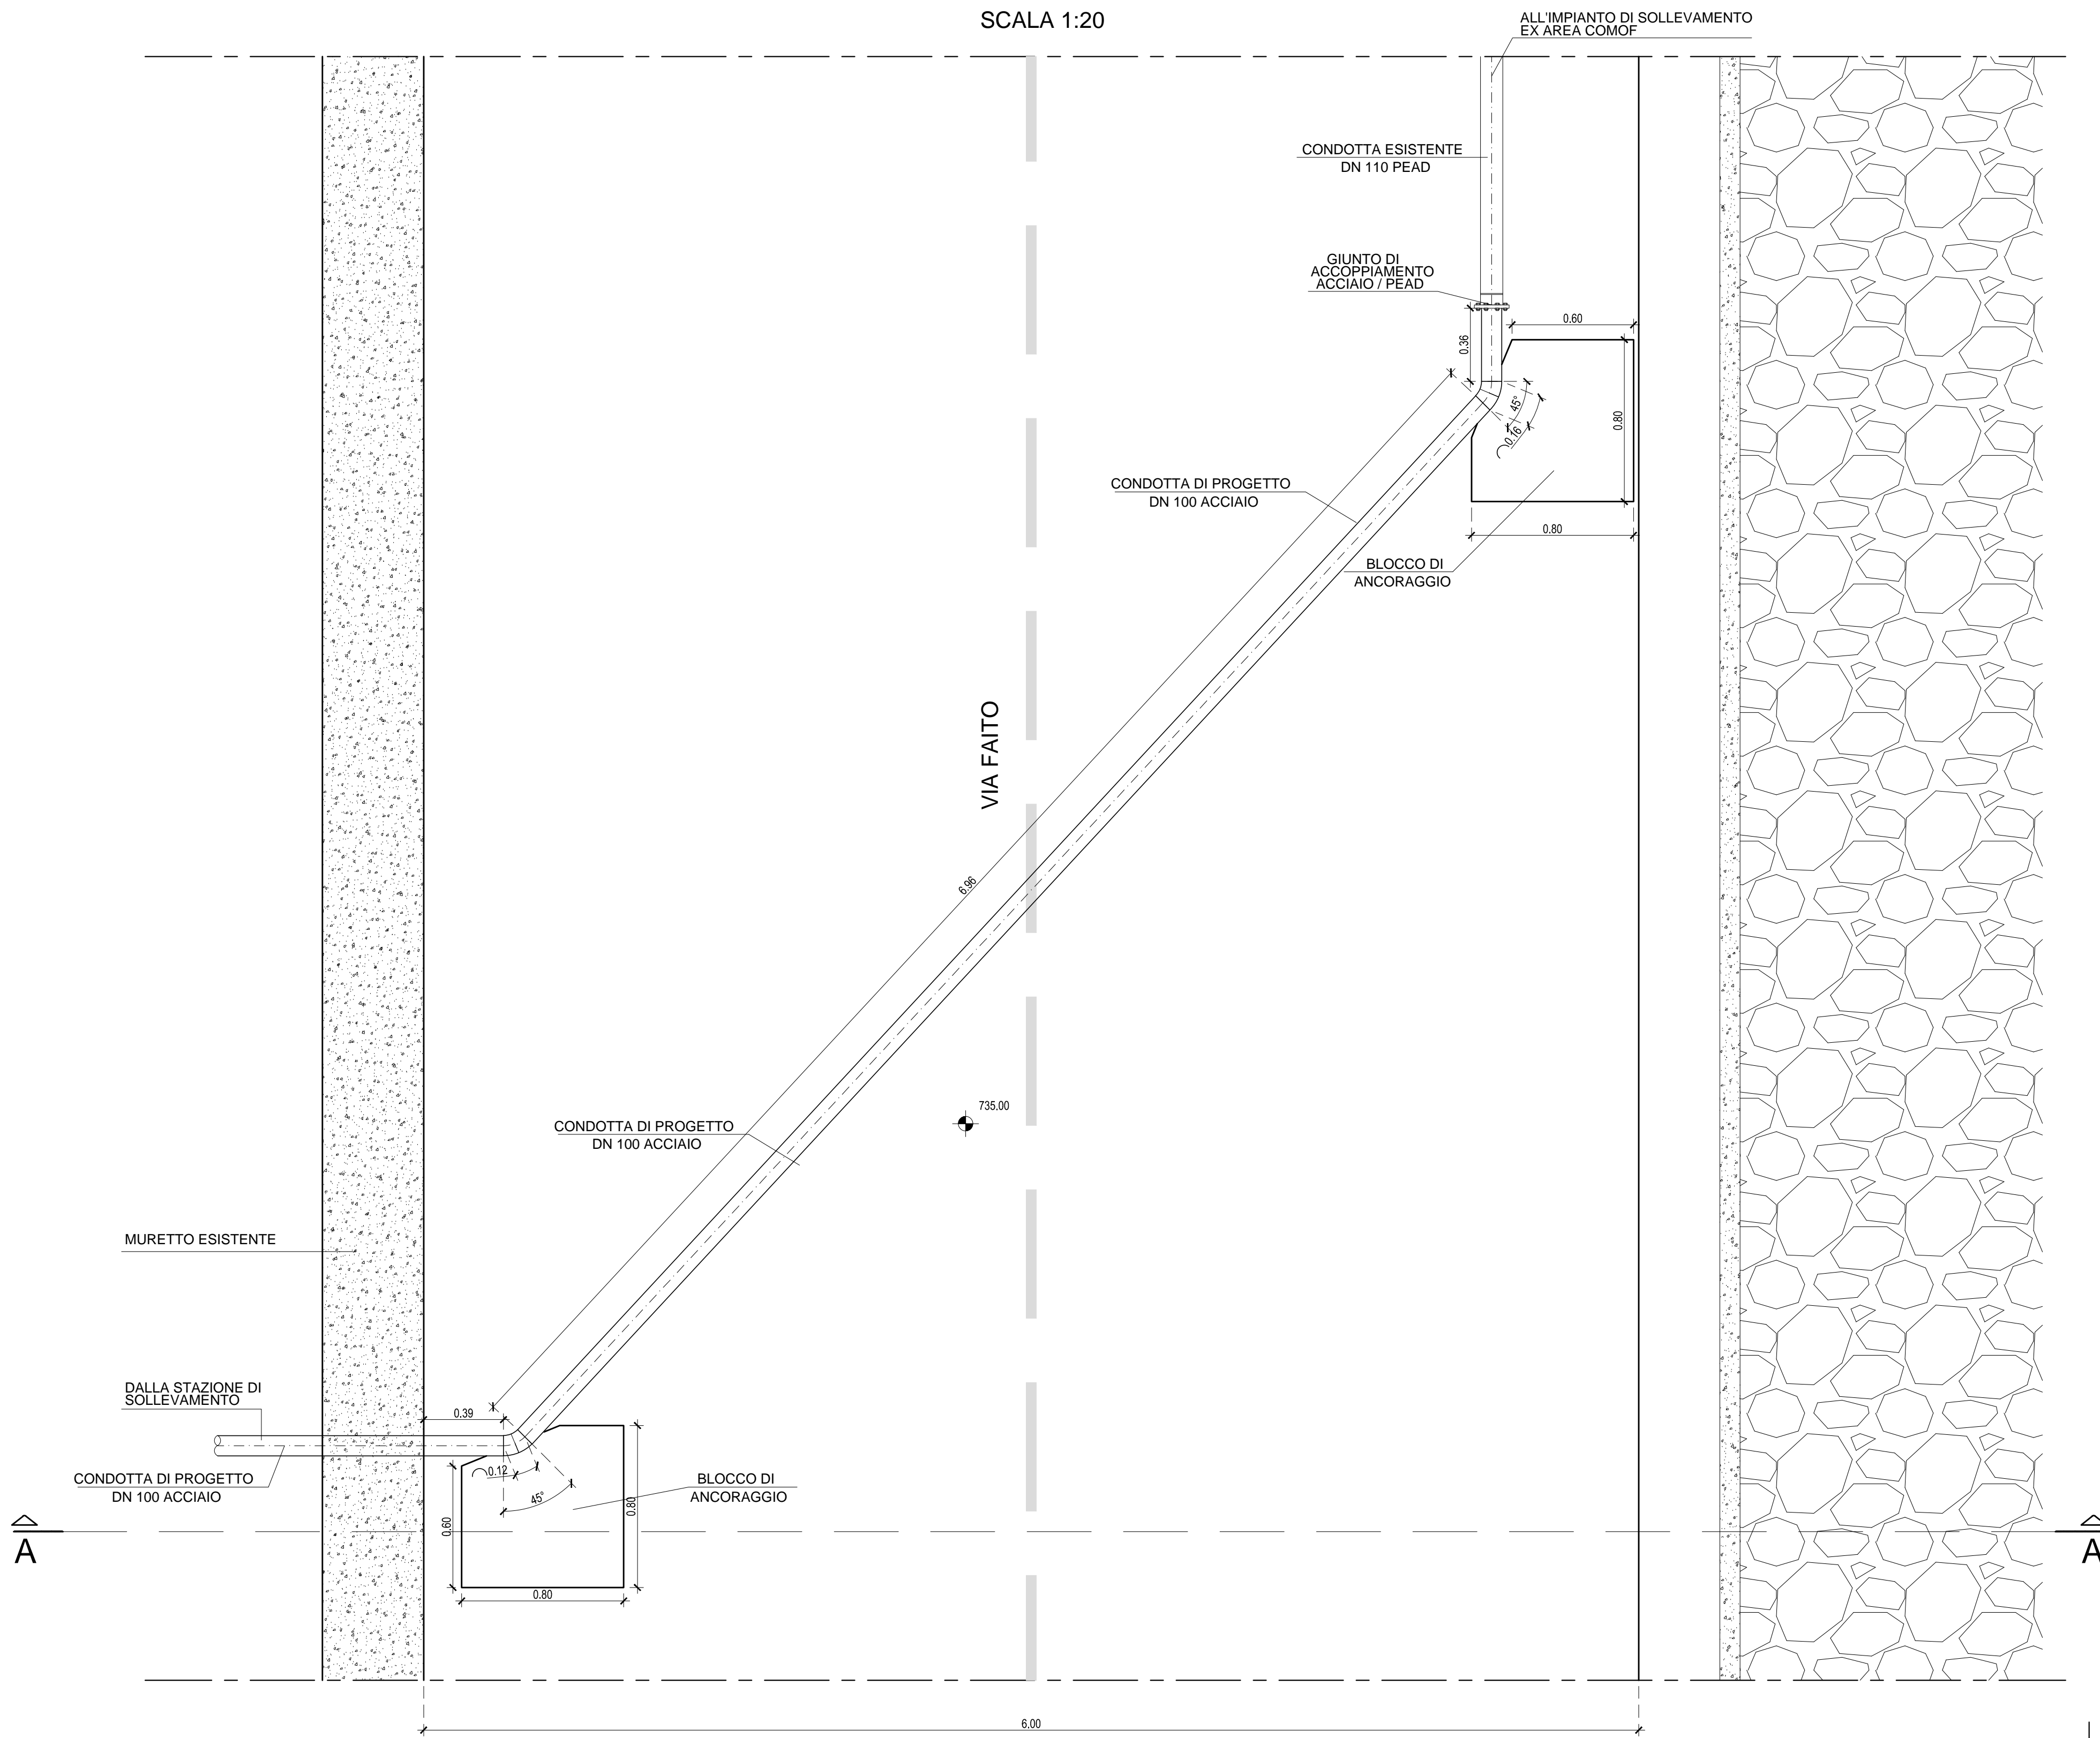 SCALA 1:20
ALL'IMPIANTO DI SOLLEVAMENTO
EX AREA COMOF
CONDOTTA ESISTENTE
DN 110 PEAD
GIUNTO DI
ACCOPPIAMENTO
ACCIAIO / PEAD
0.60
0.36
45°
0.16
0.80
0.80
CONDOTTA DI PROGETTO
DN 100 ACCIAIO
BLOCCO DI
ANCORAGGIO
VIA FAITO
6.96
735,00
CONDOTTA DI PROGETTO
DN 100 ACCIAIO
MURETTO ESISTENTE
DALLA STAZIONE DI
SOLLEVAMENTO
0.39
CONDOTTA DI PROGETTO
DN 100 ACCIAIO
0.12
45°
BLOCCO DI
ANCORAGGIO
0.60
0.80
0.80
A
A
6.00